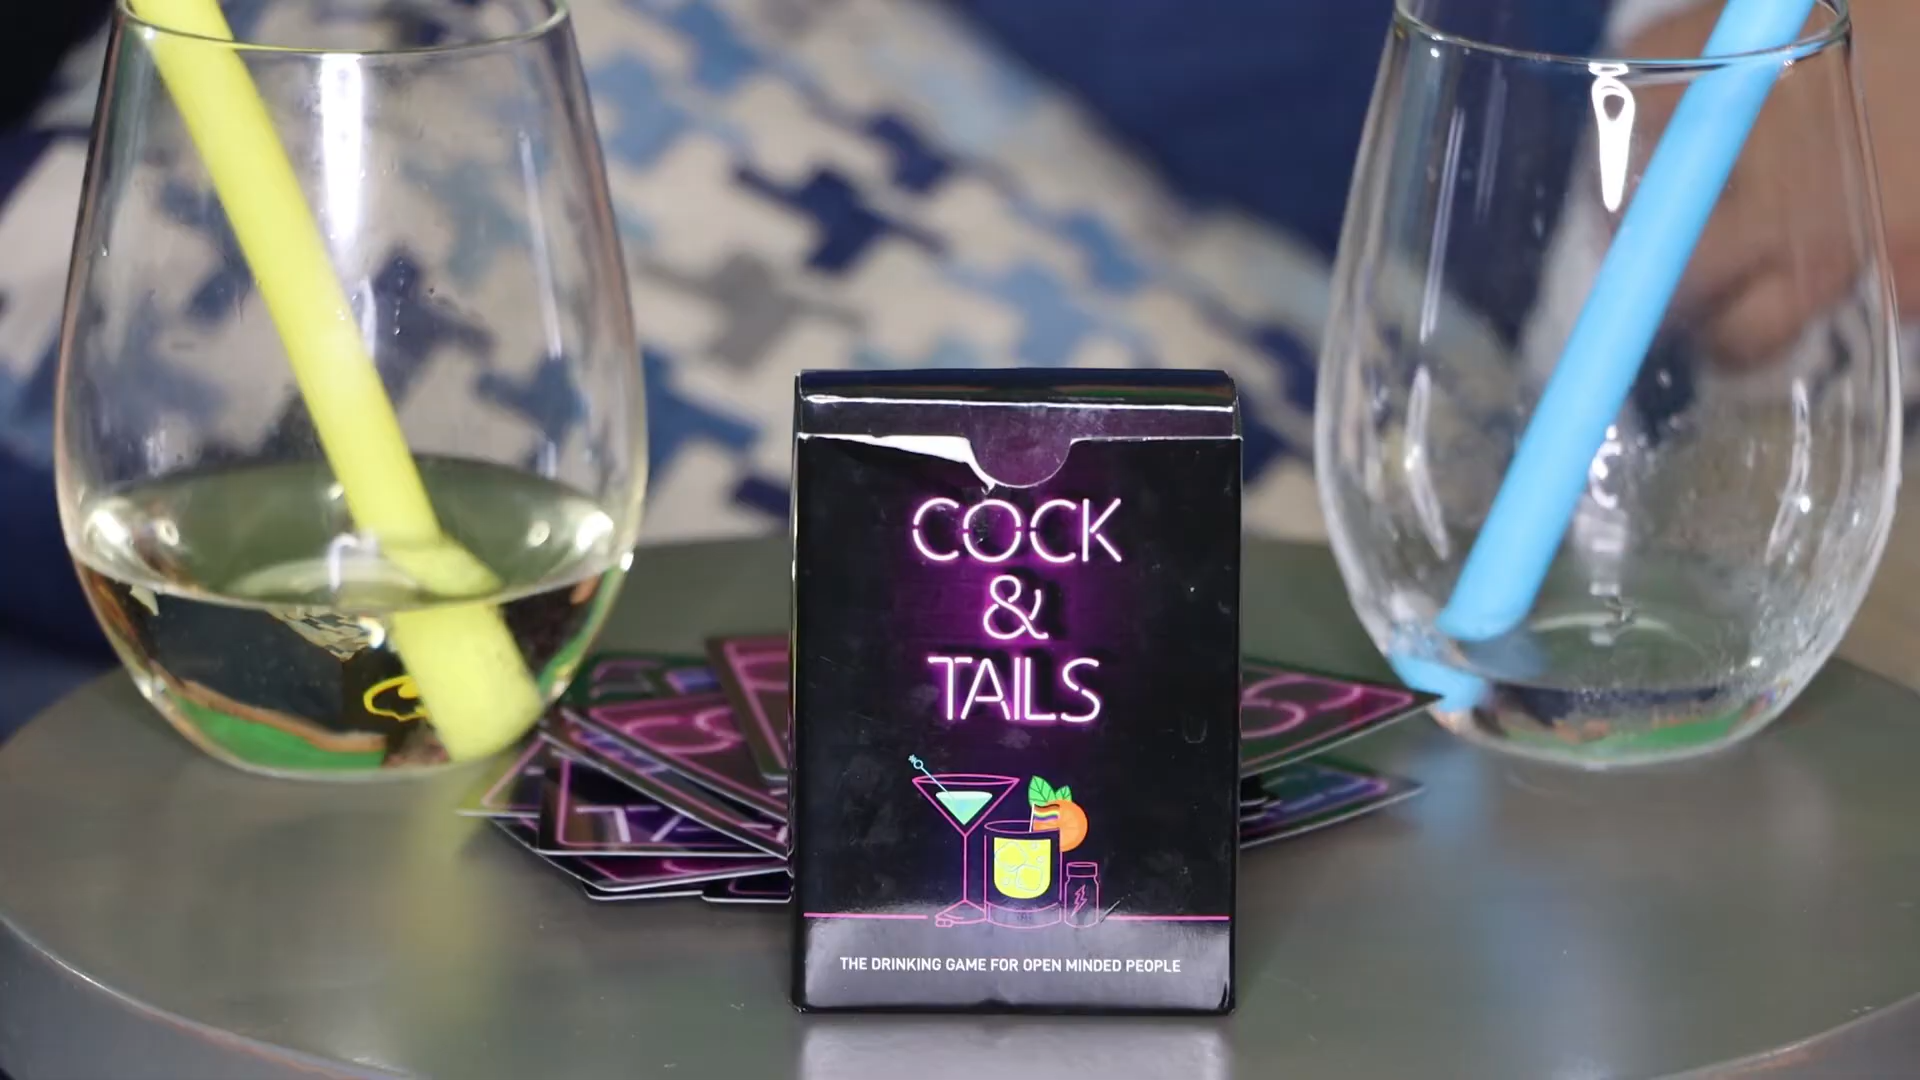 COCK
&
TAILS
THE DRINKING GAME FOR OPEN MINDED PEOPLE